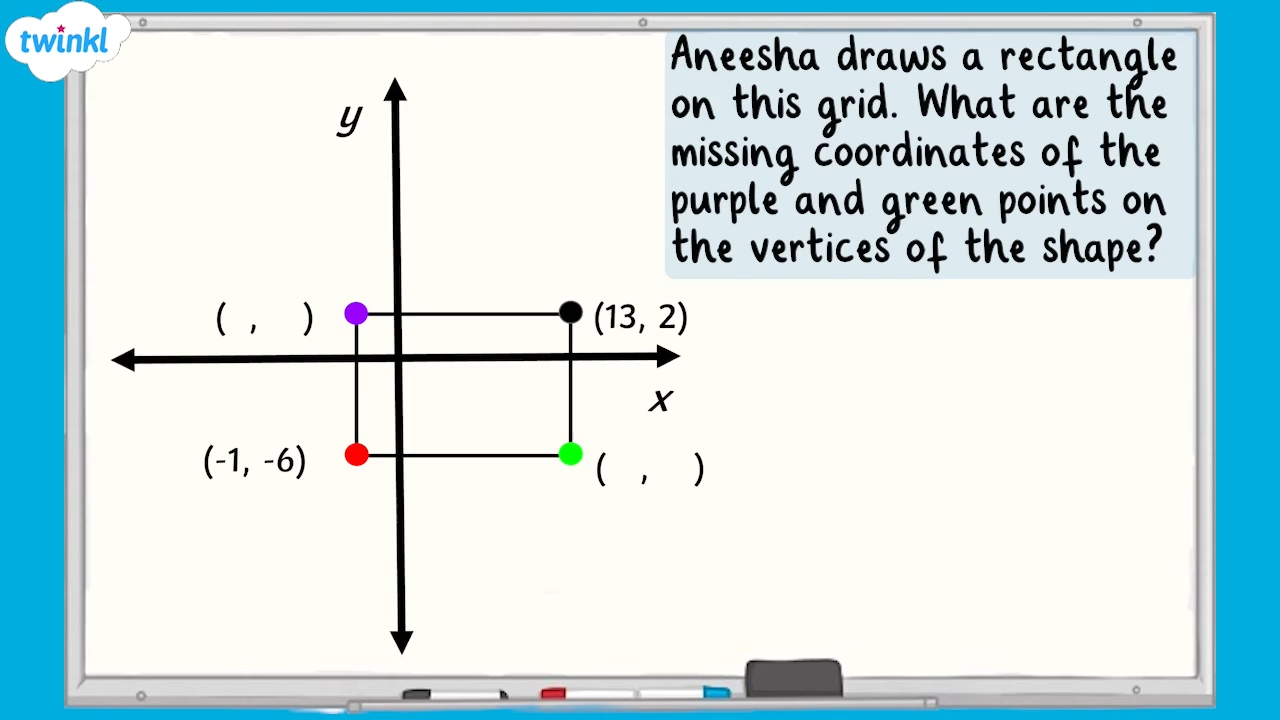 twinkl
Aneesha draws a rectangle
on this grid. What are the
missing coordinates of the
purple and green points on
the vertices of the shape?
y
( , )
(13, 2)
x
(-1, -6)
( , )